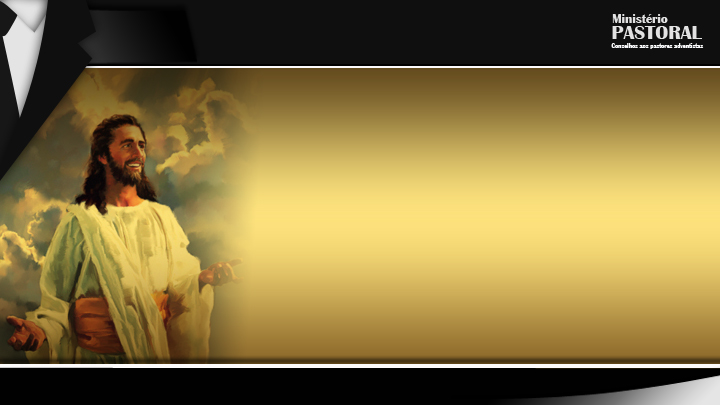 Ministério
PASTORAL
Conselhos aos pastores adventistas